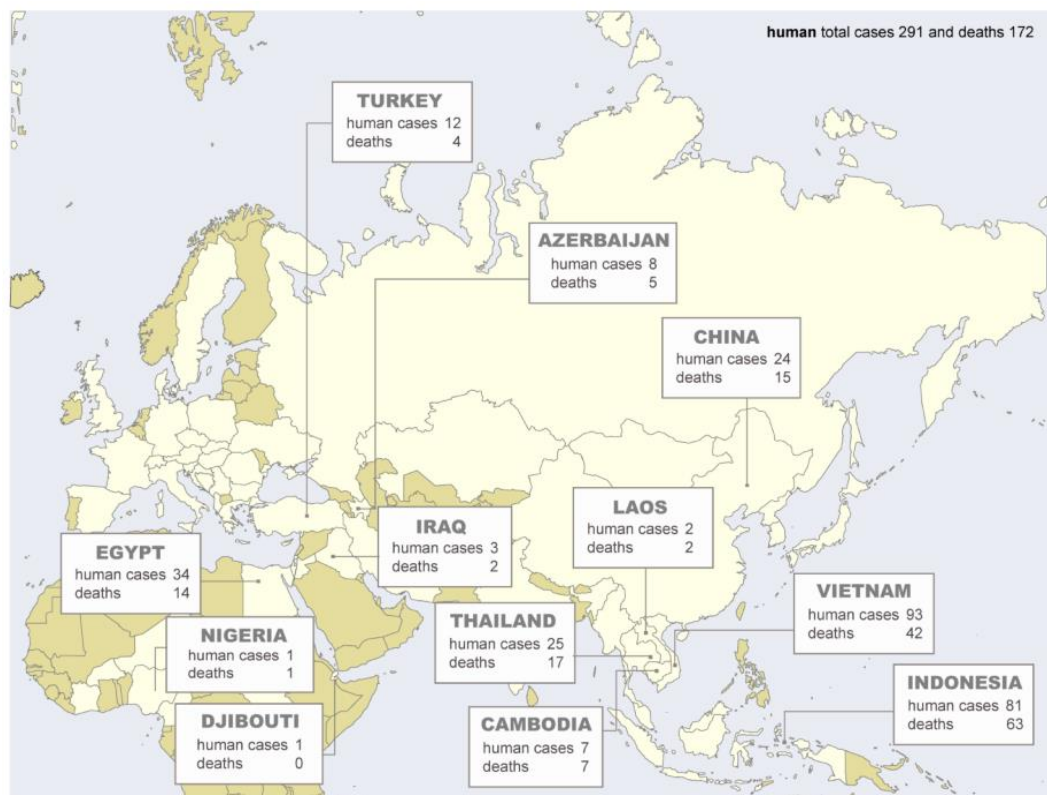 human total cases 291 and deaths 172
TURKEY
human cases 12
deaths 4
AZERBAIJAN
human cases 8
deaths 5
CHINA
human cases 24
deaths 15
LAOS
human cases 2
deaths 2
IRAQ
human cases 3
deaths 2
EGYPT
human cases 34
deaths 14
VIETNAM
human cases 93
deaths 42
THAILAND
human cases 25
deaths 17
NIGERIA
human cases 1
deaths 1
INDONESIA
human cases 81
deaths 63
DJIBOUTI
human cases 1
deaths 0
CAMBODIA
human cases 7
deaths 7